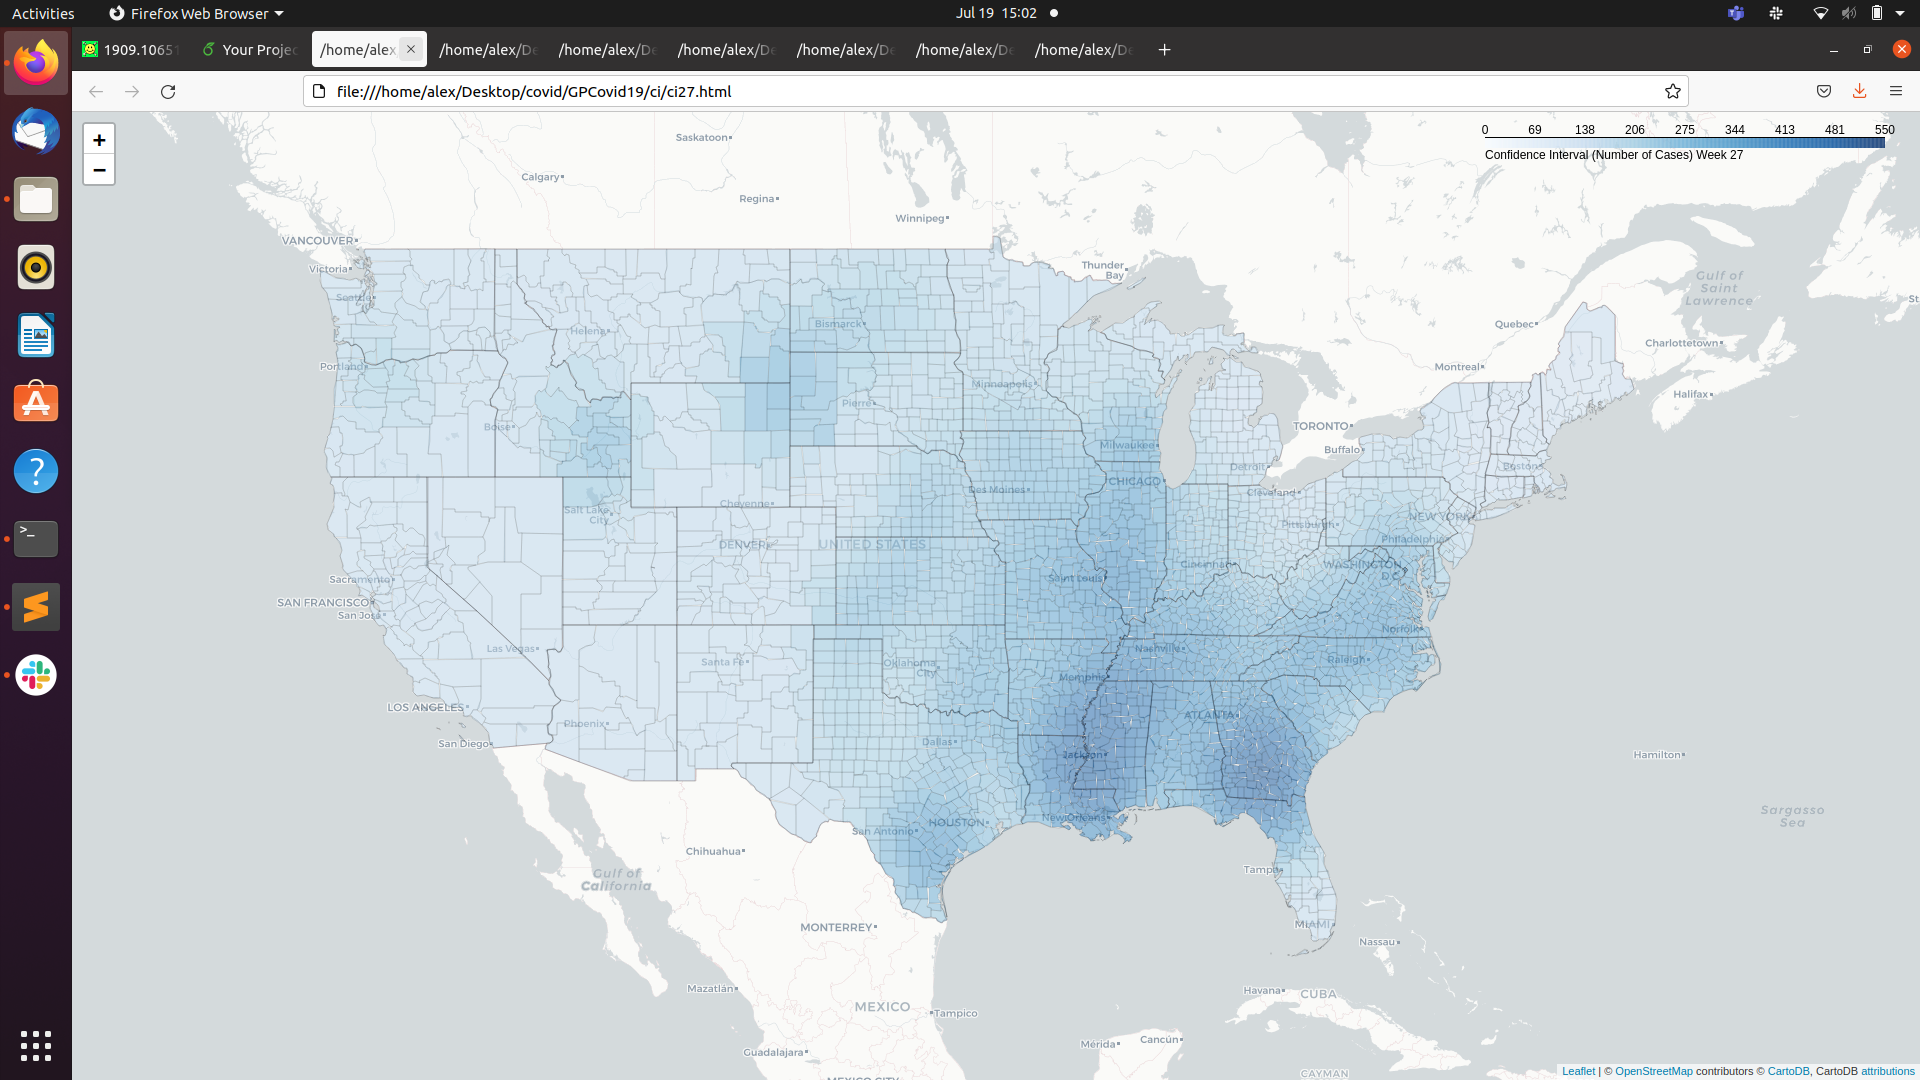 Activities
Firefox Web Browser
Jul 19 15:02
1909.10651
Your Projec
/home/alex
/home/alex/De
/home/alex/De
/home/alex/De
/home/alex/De
/home/alex/De
/home/alex/De
file:///home/alex/Desktop/covid/GPCovid19/ci/ci27.html
+
−
0 69 138 206 275 344 413 481 550
Confidence Interval (Number of Cases) Week 27
Saskatoon
Calgary
Regina
Winnipeg
VANCOUVER
Victoria
Thunder
Bay
Gulf of
Saint
Lawrence
St
Seattle
Helena
Bismarck
Quebec
Charlottetown
Portland
Montreal
Minneapolis
Halifax
Pierre
Boise
TORONTO
Milwaukee
Buffalo
Detroit
Boston
CHICAGO
Des Moines
Cleveland
Cheyenne
Salt Lake
City
NEW YORK
Pittsburgh
Philadelphia
DENVER
UNITED STATES
Cincinnati
WASHINGTON
D.C.
Sacramento
Saint Louis
SAN FRANCISCO
San Jose
Norfolk
Las Vegas
Nashville
Santa Fe
Oklahoma
City
Raleigh
Memphis
LOS ANGELES
Phoenix
ATLANTA
San Diego
Dallas
Jackson
Hamilton
Sargasso
Sea
New Orleans
HOUSTON
San Antonio
Chihuahua
Gulf of
California
Tampa
MONTERREY
MIAMI
Nassau
Mazatlán
Havana
CUBA
MEXICO
Tampico
Mérida
Cancún
Guadalajara
MEXICO CITY
CAYMAN
Leaflet | © OpenStreetMap contributors © CartoDB, CartoDB attributions